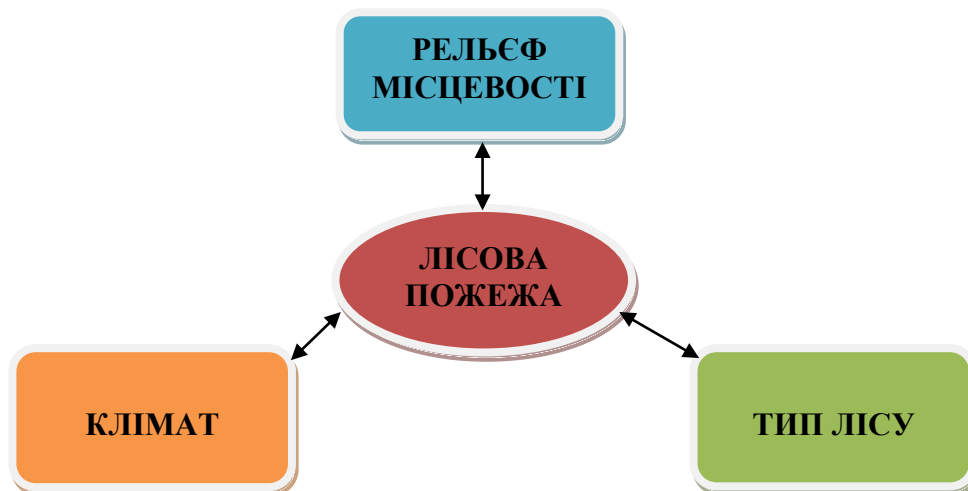 РЕЛЬЄФ
МІСЦЕВОСТІ
ЛІСОВА
ПОЖЕЖА
КЛІМАТ
ТИП ЛІСУ